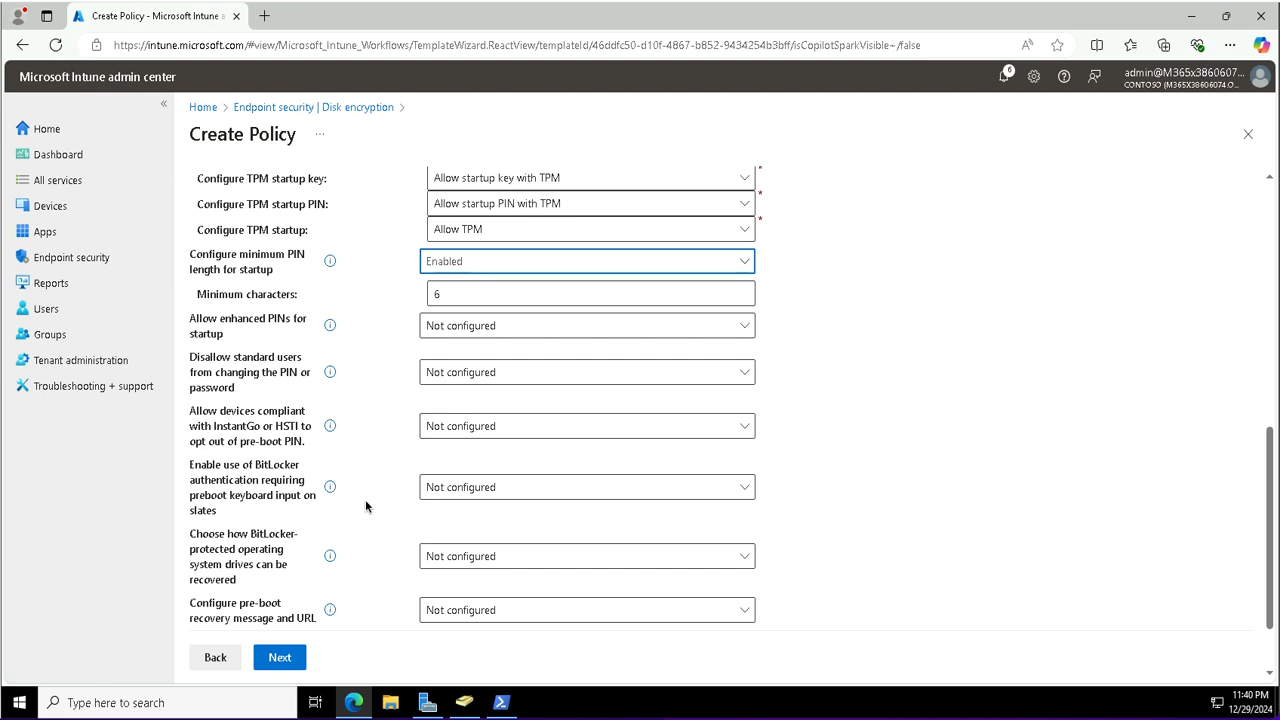 Create Policy - Microsoft Intune a
https://intune.microsoft.com/#view/Microsoft_Intune_Workflows/TemplateWizard.ReactView/templateId/46ddfc50-d10f-4867-b852-9434254b3bff/isCopilotSparkVisible~/false
Microsoft Intune admin center
6
admin@M365x3860607...
CONTOSO (M365X38606074.O...
Home
Dashboard
All services
Devices
Apps
Endpoint security
Reports
Users
Groups
Tenant administration
Troubleshooting + support
Home > Endpoint security | Disk encryption >
Create Policy ...
Configure TPM startup key: Allow startup key with TPM *
Configure TPM startup PIN: Allow startup PIN with TPM *
Configure TPM startup: Allow TPM *
Configure minimum PIN
length for startup
Enabled
Minimum characters: 6
Allow enhanced PINs for
startup
Not configured
Disallow standard users
from changing the PIN or
password
Not configured
Allow devices compliant
with InstantGo or HSTI to
opt out of pre-boot PIN.
Not configured
Enable use of BitLocker
authentication requiring
preboot keyboard input on
slates
Not configured
Choose how BitLocker-
protected operating
system drives can be
recovered
Not configured
Configure pre-boot
recovery message and URL
Not configured
Back Next
Type here to search
11:40 PM
12/29/2024